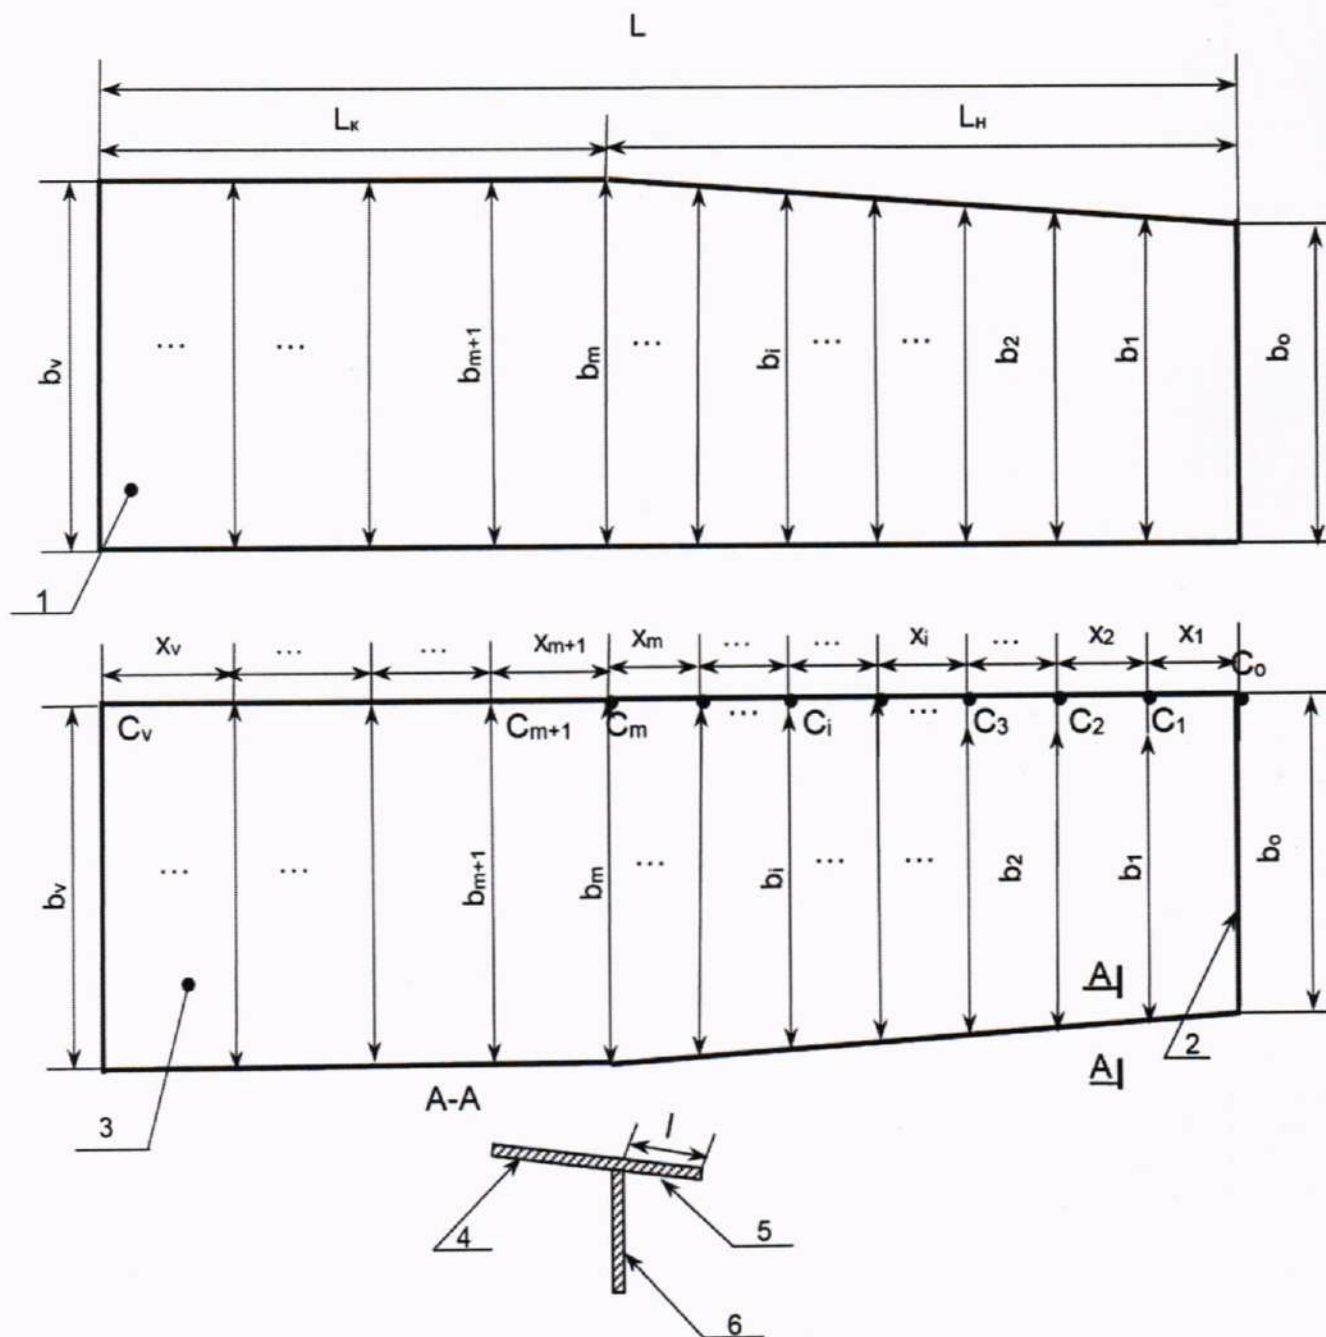 L
Lк Lн
bv ... ... bm+1 bm ... bi ... ... b2 b1 bo
1
xv ... ... xm+1 xm ... ... xi ... x2 x1
Co
Cv Cm+1 Cm ... Ci ... C3 C2 C1
bv ... ... bm+1 bm ... bi ... ... b2 b1 bo
A
2
A
A-A
3
l
4 5
6